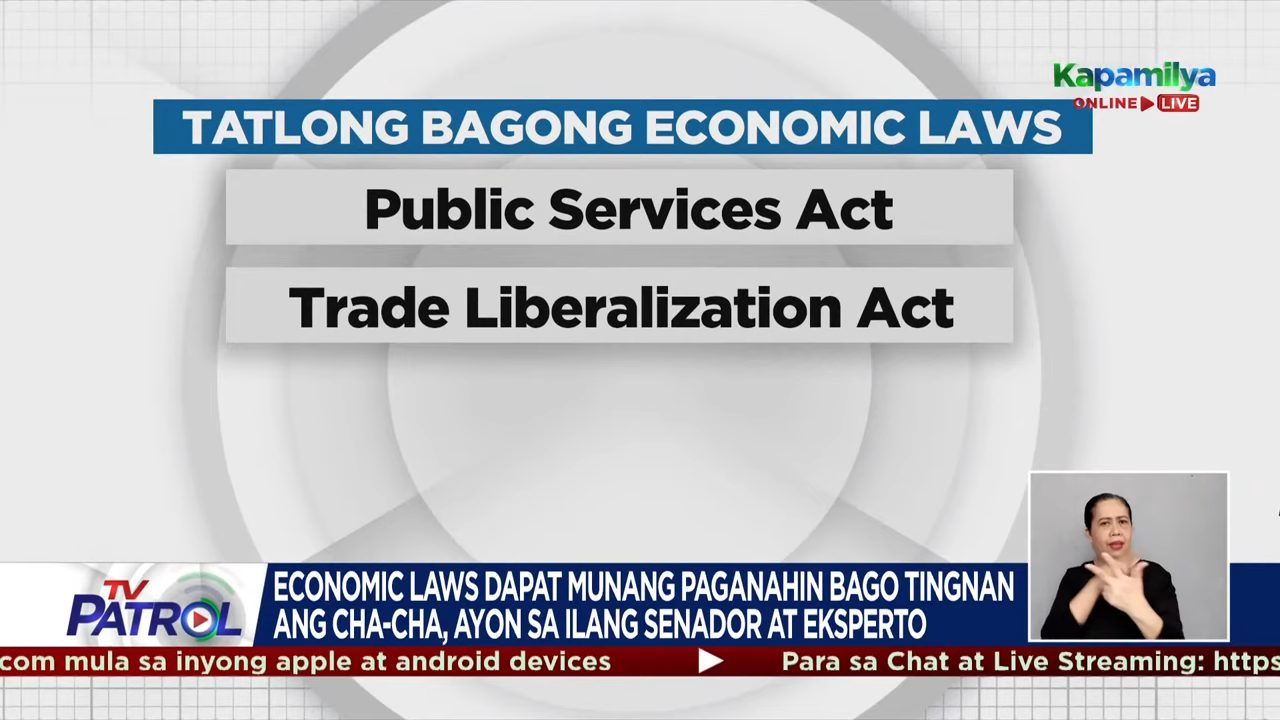 Kapamilya
ONLINE LIVE
TATLONG BAGONG ECONOMIC LAWS
Public Services Act
Trade Liberalization Act
TV PATROL
ECONOMIC LAWS DAPAT MUNANG PAGANAHIN BAGO TINGNAN
ANG CHA-CHA, AYON SA ILANG SENADOR AT EKSPERTO
com mula sa inyong apple at android devices Para sa Chat at Live Streaming: https